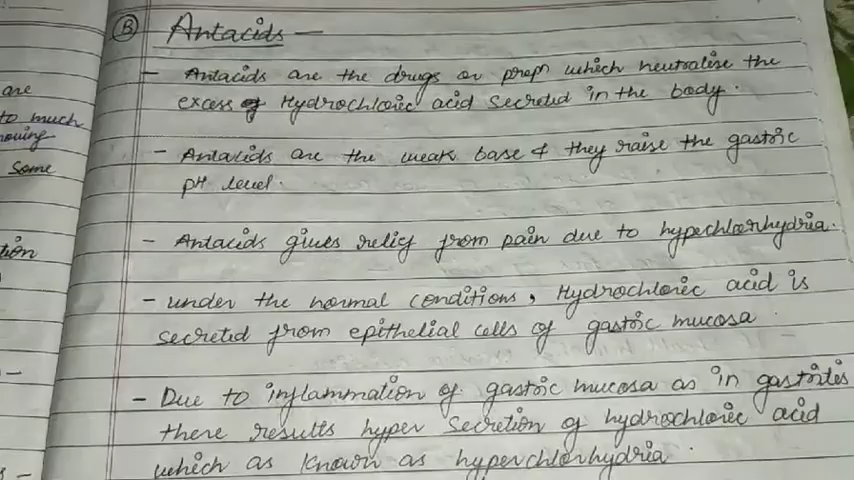 are
to much
Some
tion
(B) Antacids —
- Antacids are the drugs or prepn which neutralise the
excess of Hydrochloric acid secreted in the body.
- Antacids are the weak base & they raise the gastric
pH level.
- Antacids gives relief from pain due to hypechlorhydria.
- under the normal conditions, Hydrochloric acid is
secreted from epithelial cells of gastric mucosa.
- Due to inflammation of gastric mucosa as in gastrites
there results hyper secretion of hydrochloric acid
which as known as hyperchlorhydria.